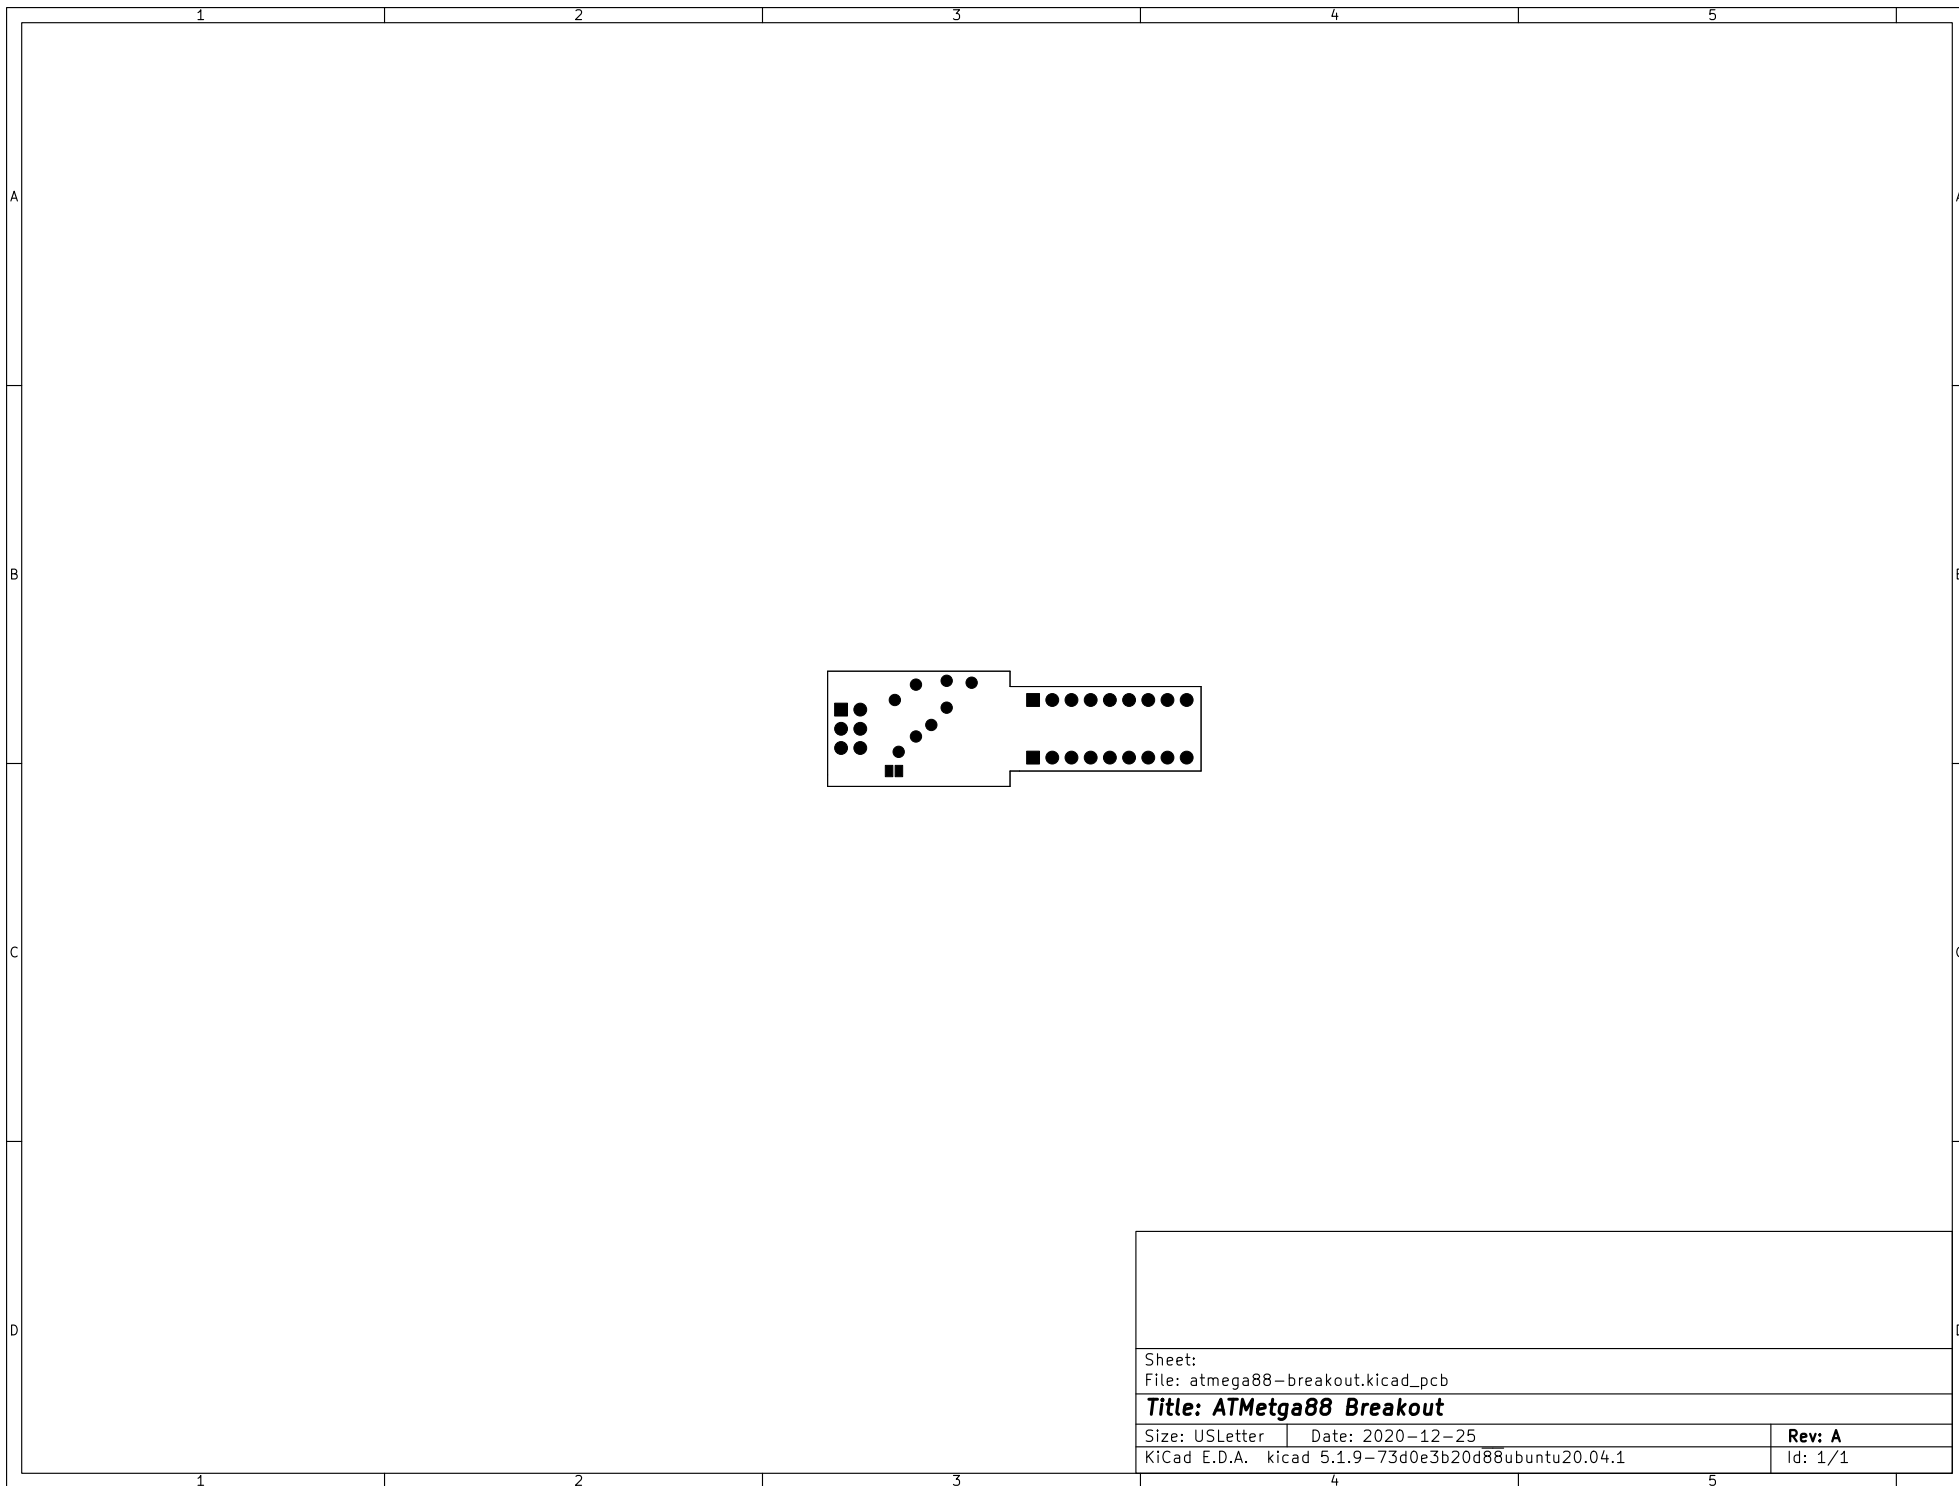 1 2 3 4 5
A A
B B
C C
D D
Sheet:
File: atmega88-breakout.kicad_pcb
Title: ATMetga88 Breakout
Size: USLetter Date: 2020-12-25 Rev: A
KiCad E.D.A. kicad 5.1.9-73d0e3b20d88ubuntu20.04.1 Id: 1/1
1 2 3 4 5